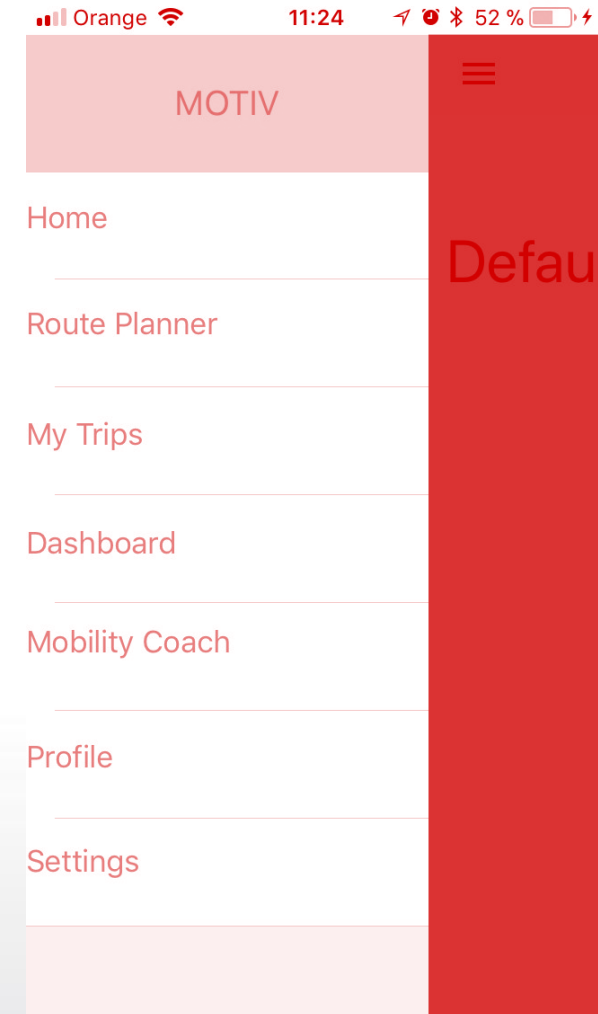 Orange 11:24 52 %
MOTIV
Home
Defau
Route Planner
My Trips
Dashboard
Mobility Coach
Profile
Settings